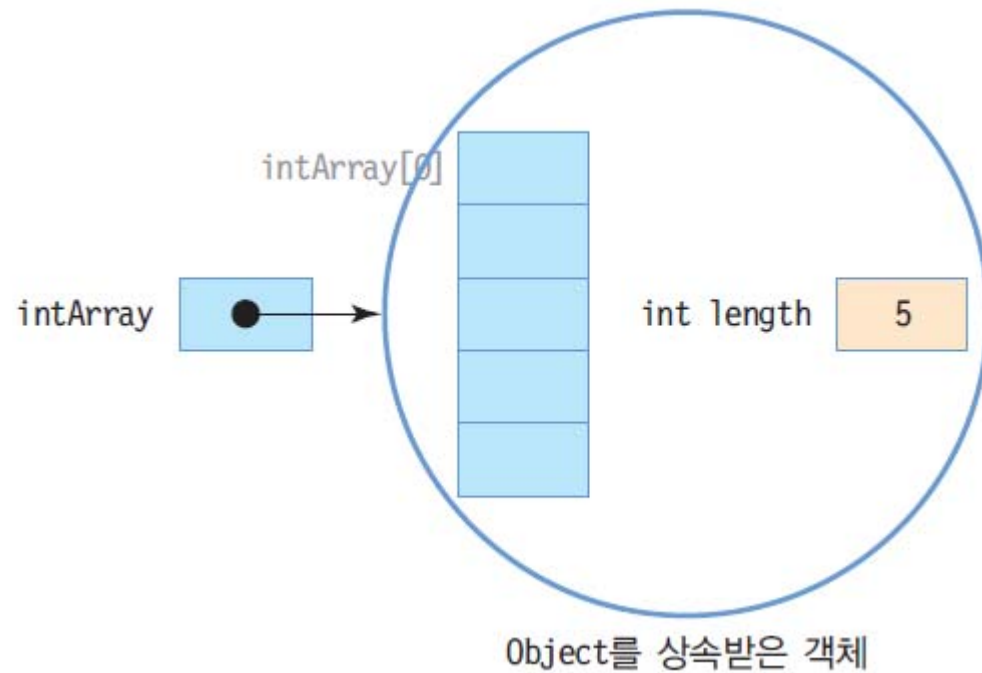 intArray[0]
intArray
int length
5
Object를 상속받은 객체